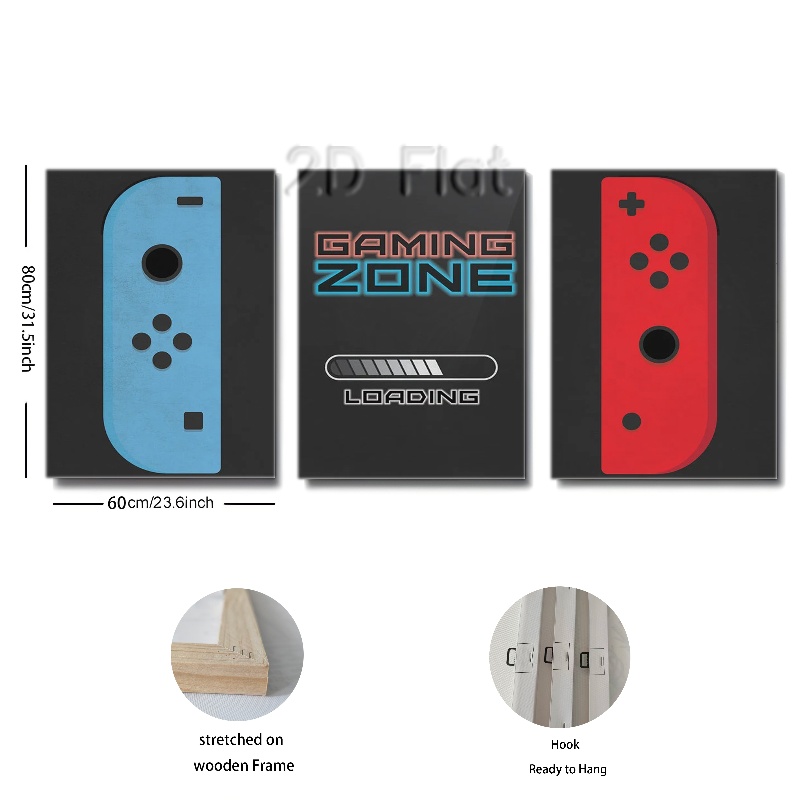 2D Flat
GAMING
ZONE
LOADING
80cm/31.5inch
60cm/23.6inch
stretched on
wooden Frame
Hook
Ready to Hang